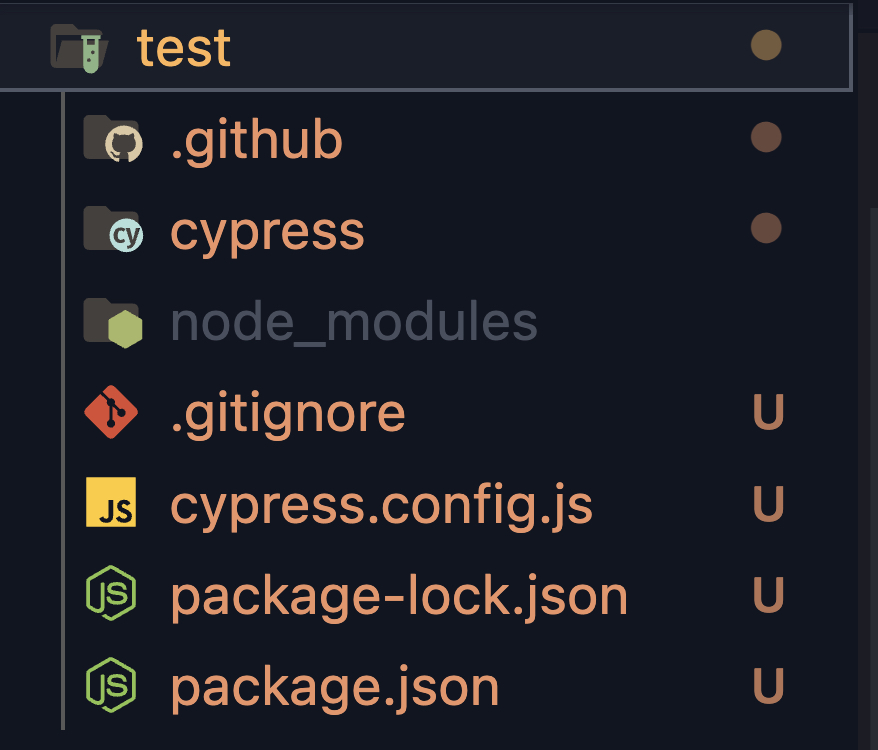 test
.github
cy cypress
node_modules
.gitignore U
JS cypress.config.js U
JS package-lock.json U
JS package.json U